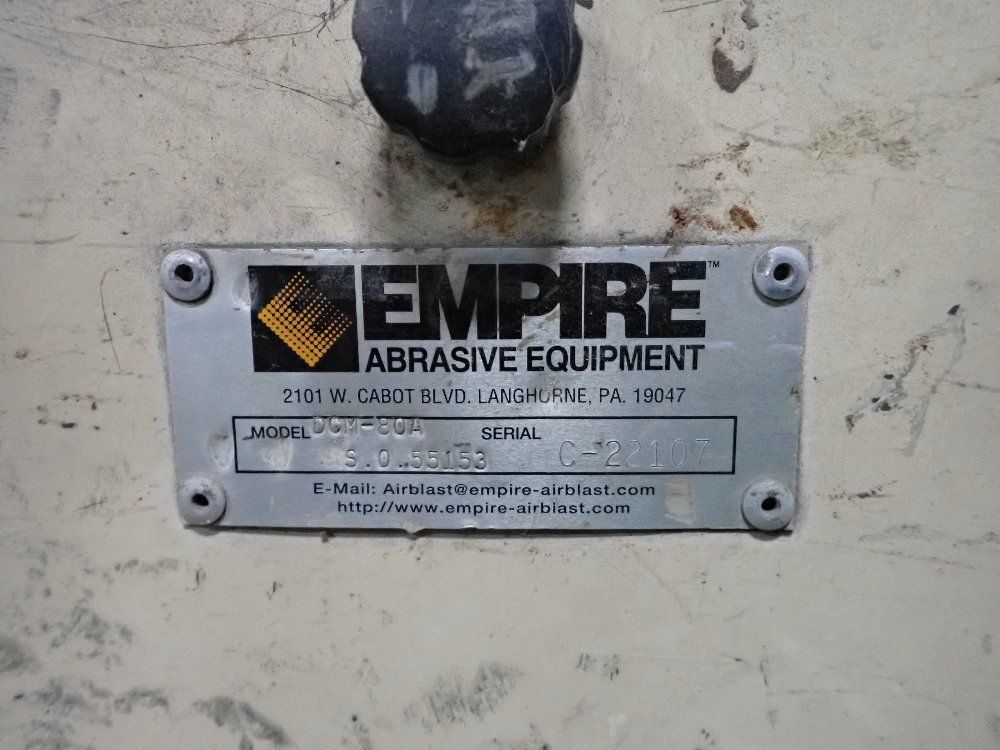 EMPIRE™
ABRASIVE EQUIPMENT
2101 W. CABOT BLVD. LANGHORNE, PA. 19047
MODEL DCM-80A SERIAL C-22107
S.O. 55153
E-Mail: Airblast@empire-airblast.com
http://www.empire-airblast.com